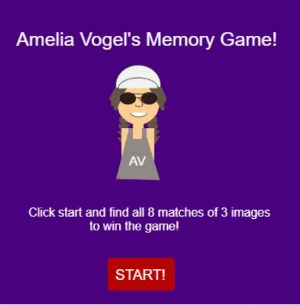 Amelia Vogel's Memory Game!
AV
Click start and find all 8 matches of 3 images
to win the game!
START!